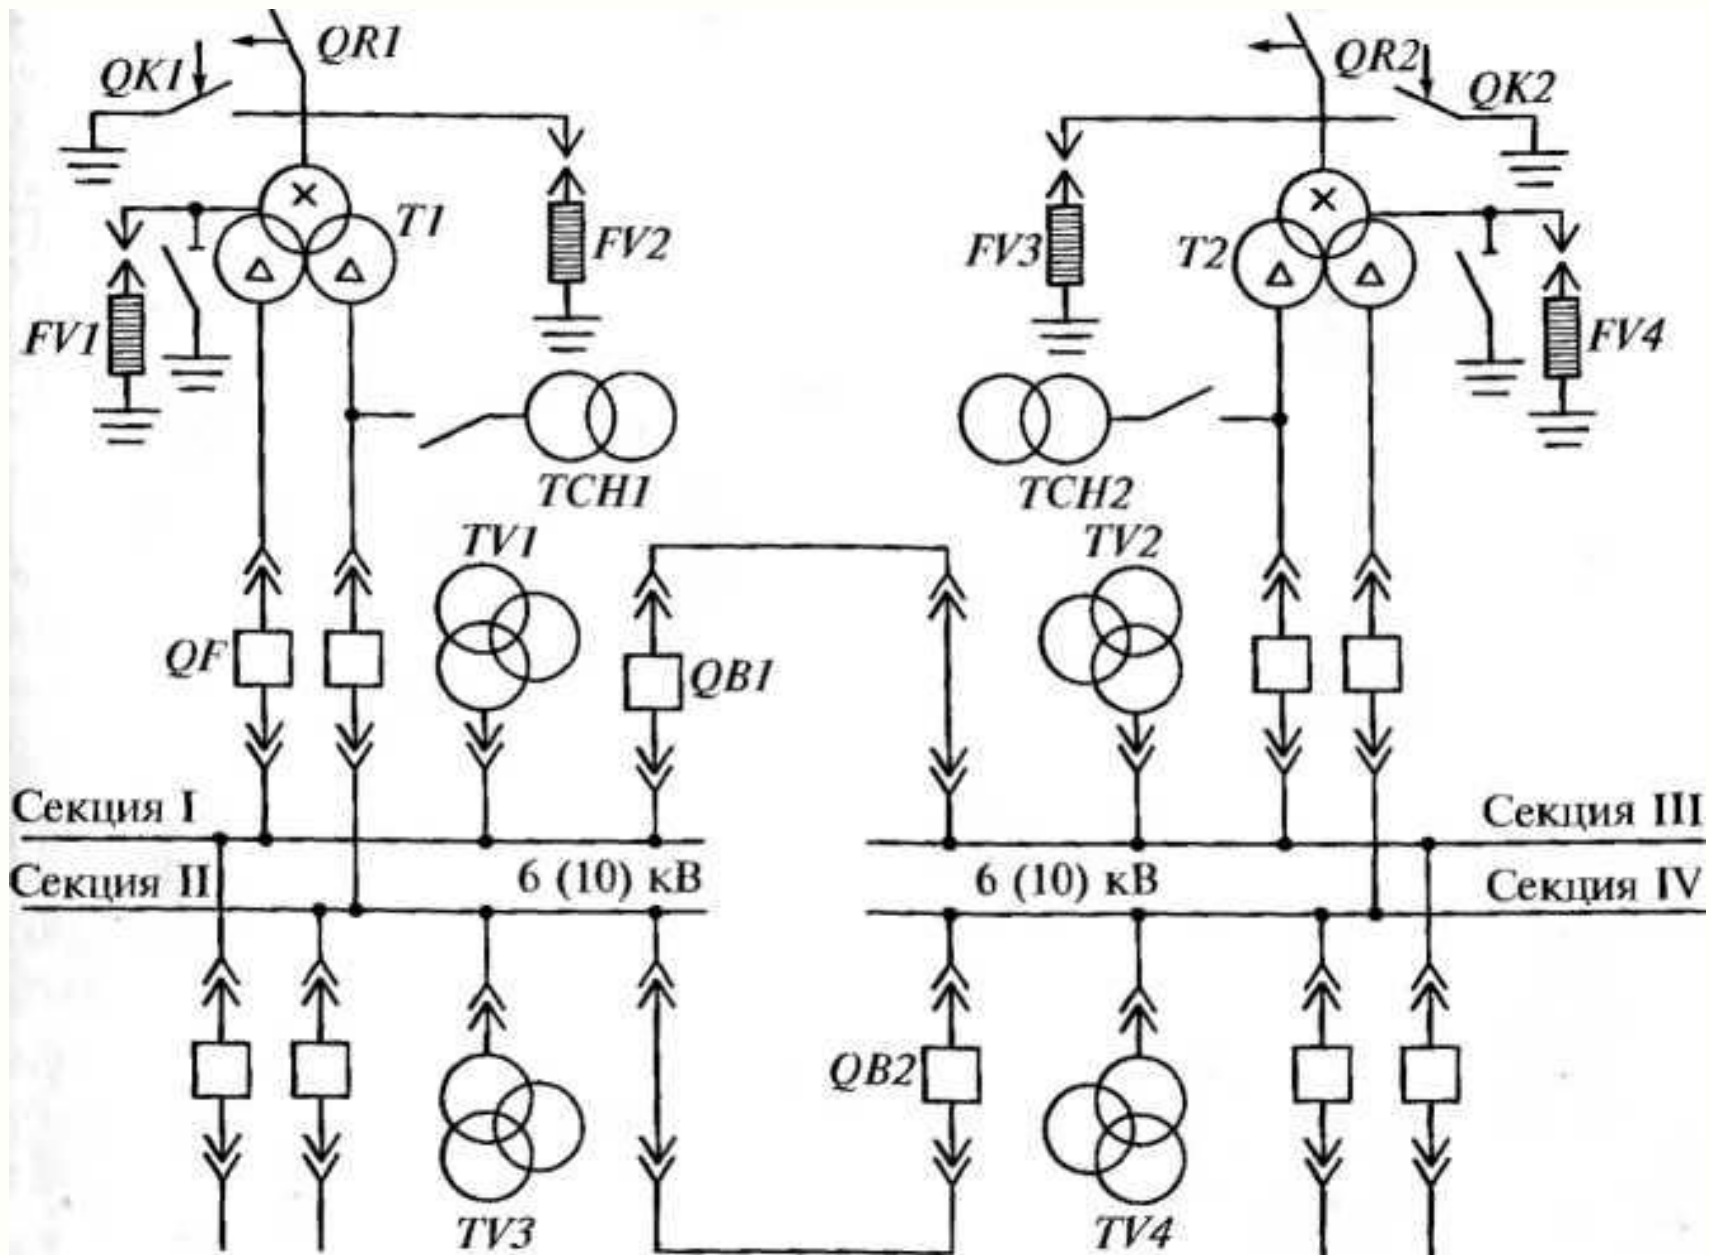 QR1
QK1
QR2
QK2
T1
FV2
FV3
T2
FV1
FV4
TCH1
TCH2
TV1
TV2
QF
QB1
Секция I
Секция III
6 (10) кВ
6 (10) кВ
Секция II
Секция IV
QB2
TV3
TV4